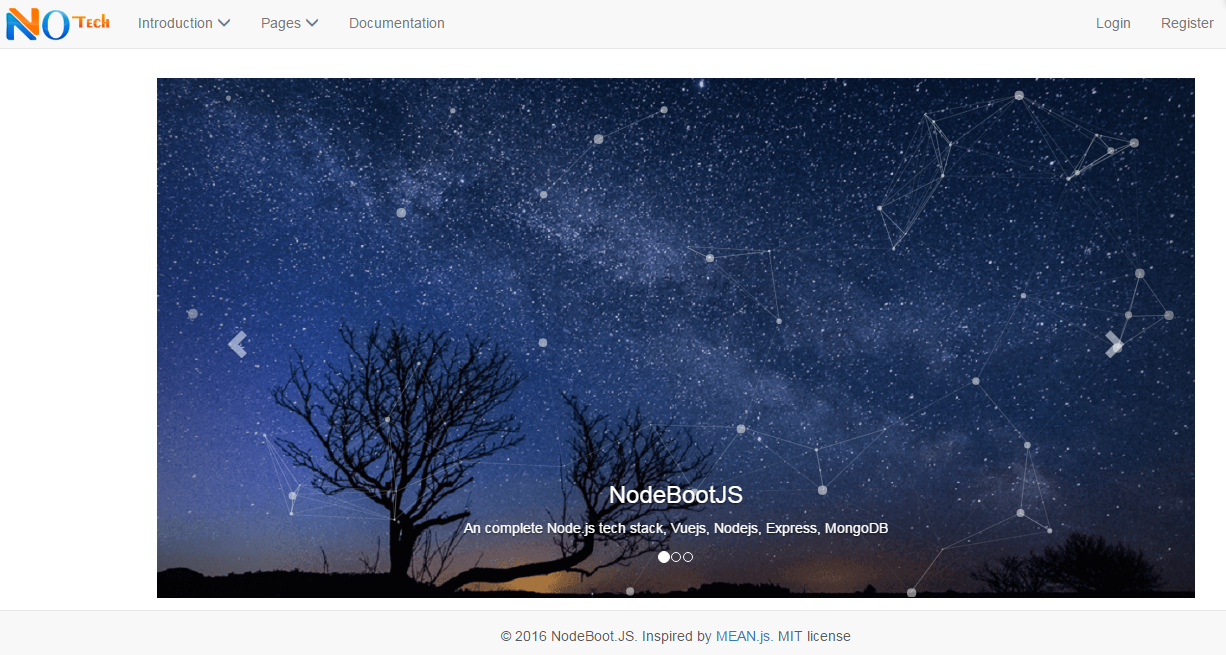 NO Tech Introduction Pages Documentation Login Register
NodeBootJS
An complete Node.js tech stack, Vuejs, Nodejs, Express, MongoDB
© 2016 NodeBoot.JS. Inspired by MEAN.js. MIT license